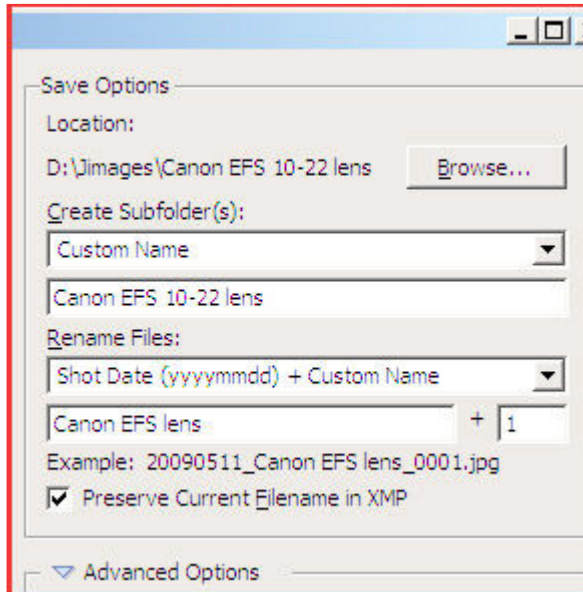 Save Options
Location:
D:\Jimages\Canon EFS 10-22 lens Browse...
Create Subfolder(s):
Custom Name
Canon EFS 10-22 lens
Rename Files:
Shot Date (yyyymmdd) + Custom Name
Canon EFS lens + 1
Example: 20090511_Canon EFS lens_0001.jpg
Preserve Current Filename in XMP
Advanced Options